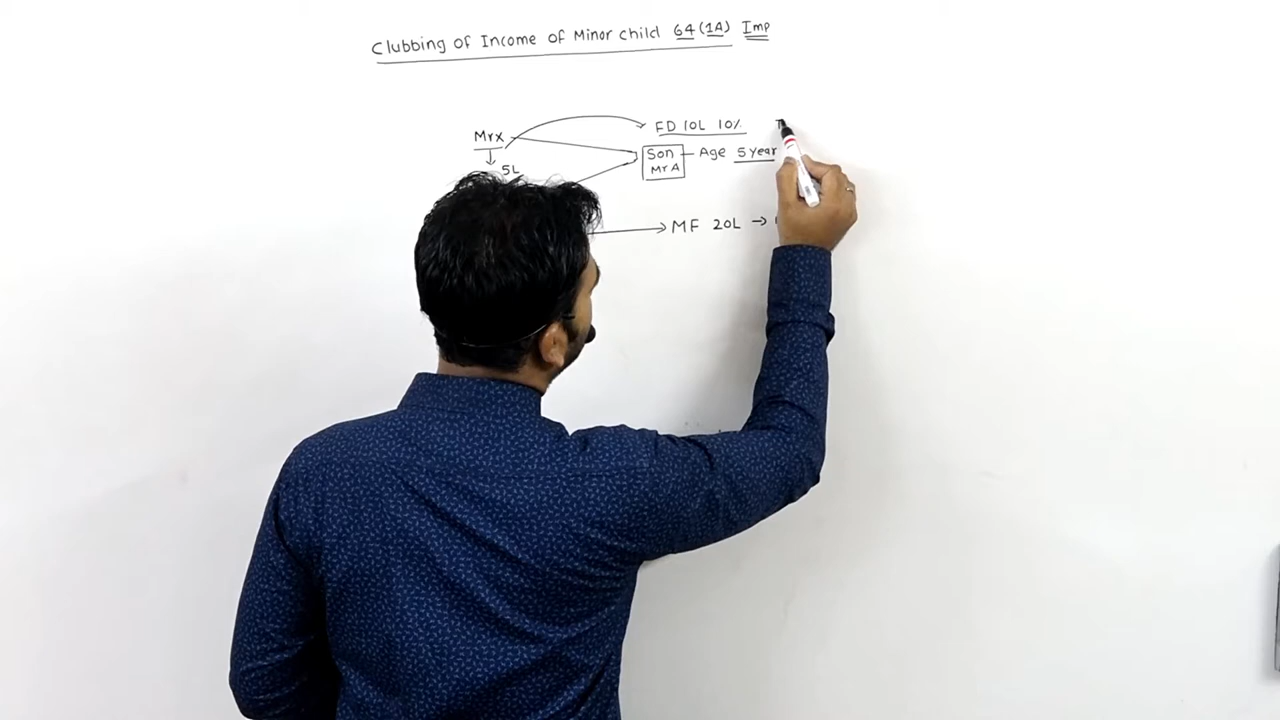 Clubbing of Income of Minor child 64(1A) Imp
FD 10L 10%
Mrx
Son — Age 5 year
Mr A
5L
MF 20L →